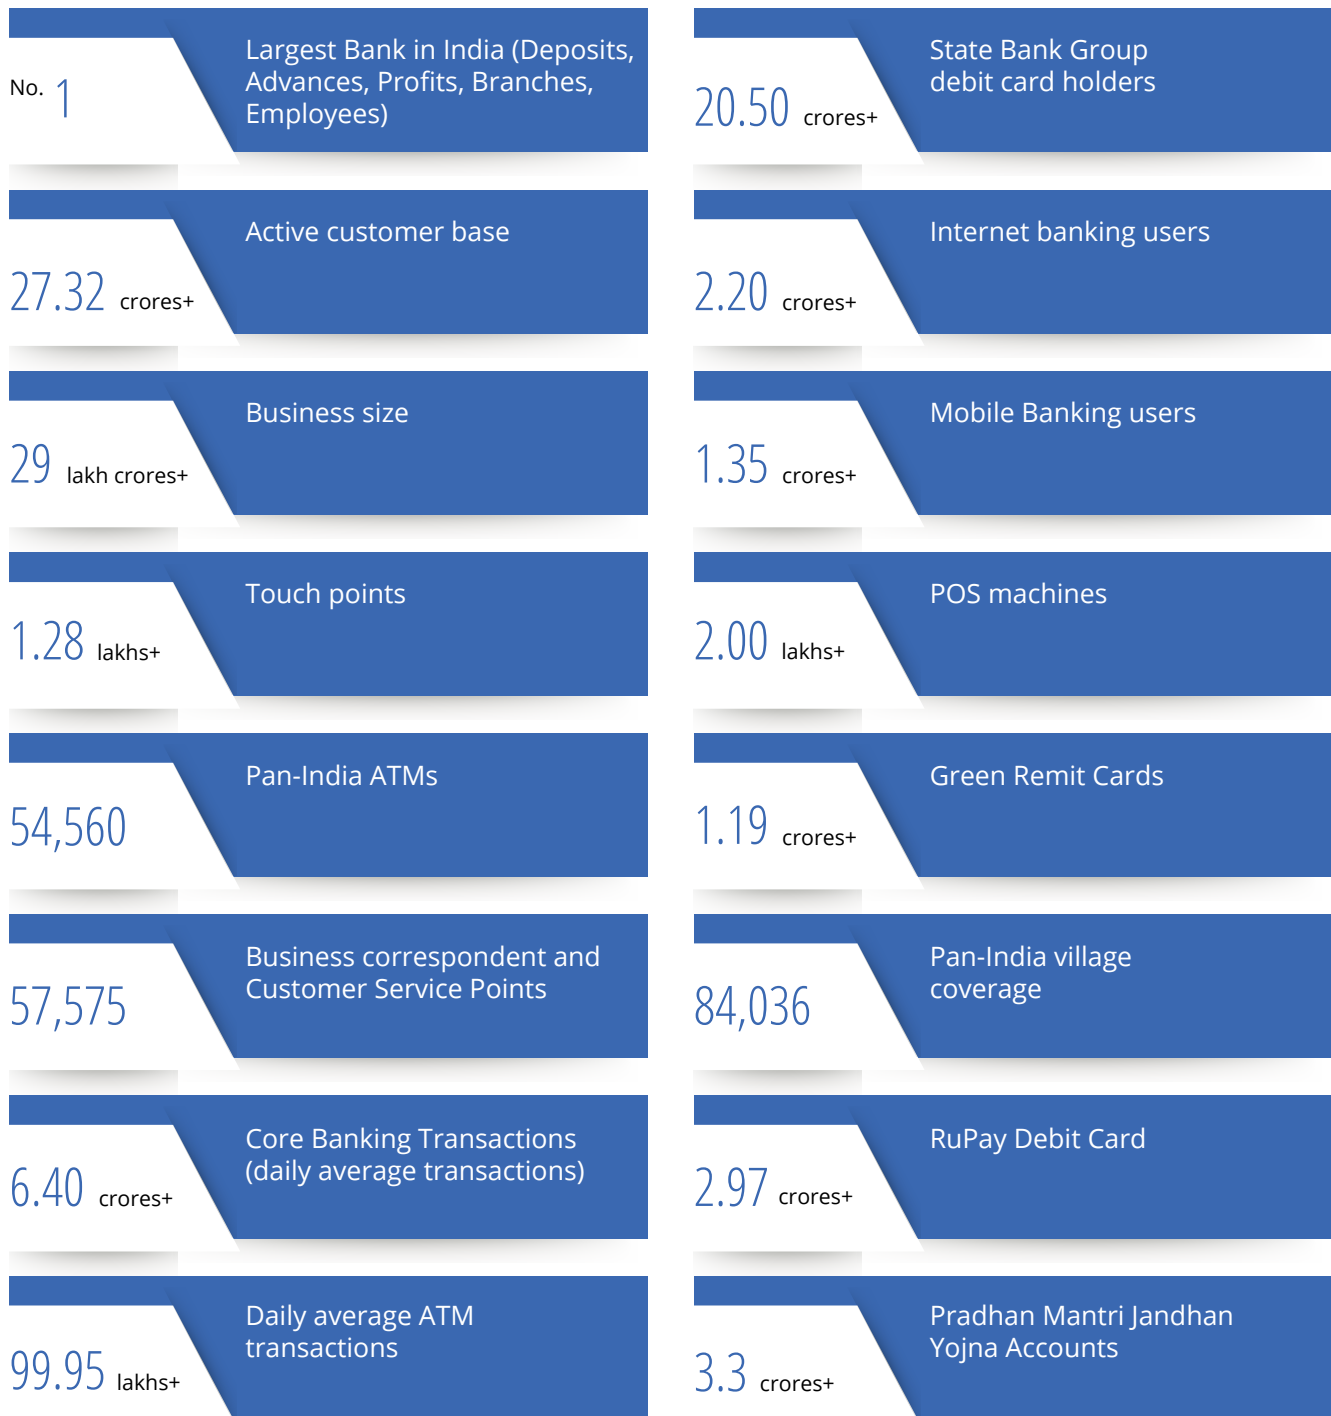 No. 1
Largest Bank in India (Deposits,
Advances, Profits, Branches,
Employees)
27.32 crores+
Active customer base
29 lakh crores+
Business size
1.28 lakhs+
Touch points
54,560
Pan-India ATMs
57,575
Business correspondent and
Customer Service Points
6.40 crores+
Core Banking Transactions
(daily average transactions)
99.95 lakhs+
Daily average ATM
transactions
20.50 crores+
State Bank Group
debit card holders
2.20 crores+
Internet banking users
1.35 crores+
Mobile Banking users
2.00 lakhs+
POS machines
1.19 crores+
Green Remit Cards
84,036
Pan-India village
coverage
2.97 crores+
RuPay Debit Card
3.3 crores+
Pradhan Mantri Jandhan
Yojna Accounts